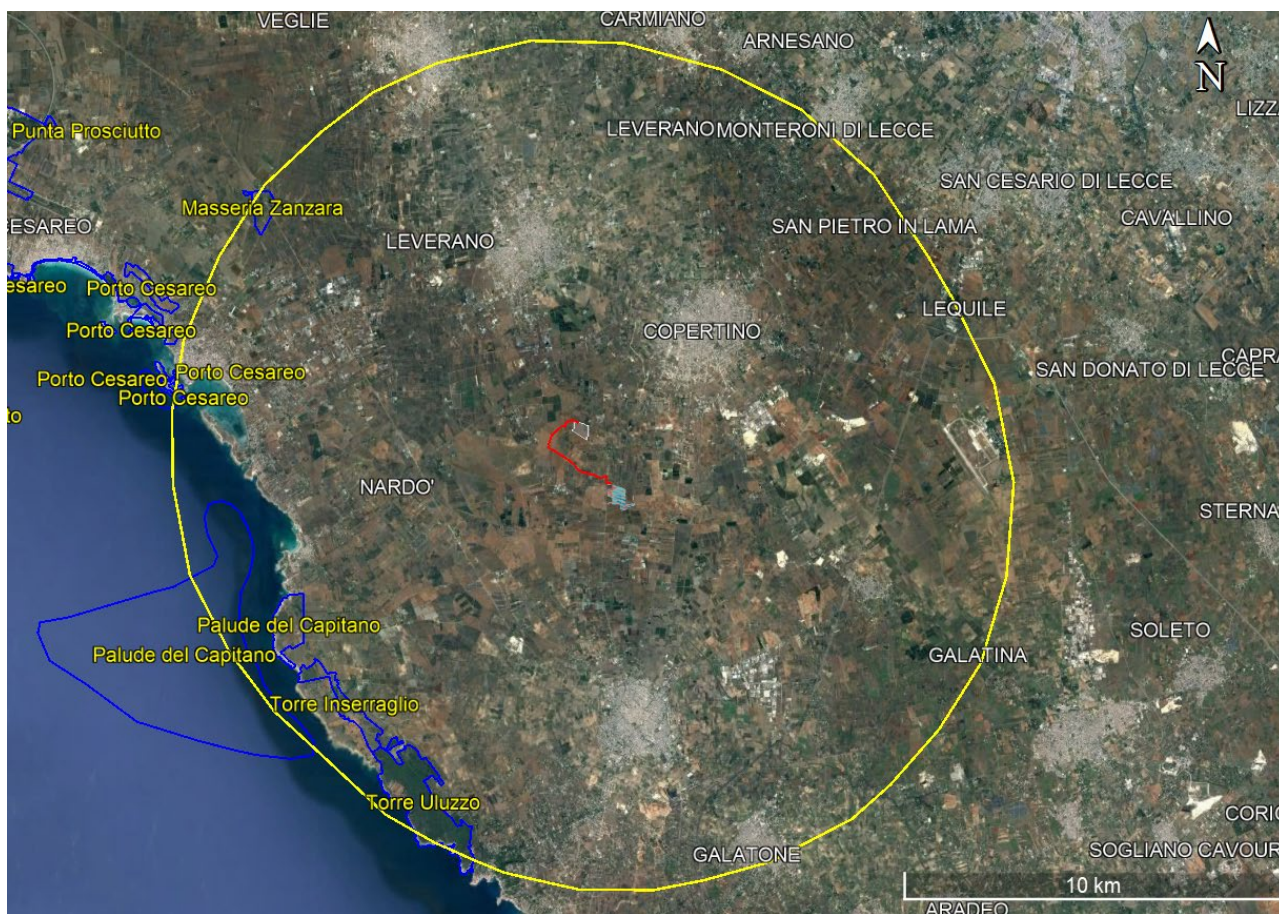 VEGLIE
CARMIANO
ARNESANO
N
LIZZ
Punta Prosciutto
LEVERANO
MONTERONI DI LECCE
SAN CESARIO DI LECCE
Masseria Zanzara
CESAREO
LEVERANO
SAN PIETRO IN LAMA
CAVALLINO
esareo
Porto Cesareo
Porto Cesareo
COPERTINO
LEQUILE
CAPRA
SAN DONATO DI LECCE
Porto Cesareo
Porto Cesareo
Porto Cesareo
to
NARDO'
STERNA
Palude del Capitano
Palude del Capitano
SOLETO
GALATINA
Torre Inserraglio
Torre Uluzzo
GALATONE
CORIG
SOGLIANO CAVOUR
10 km
ARADEO